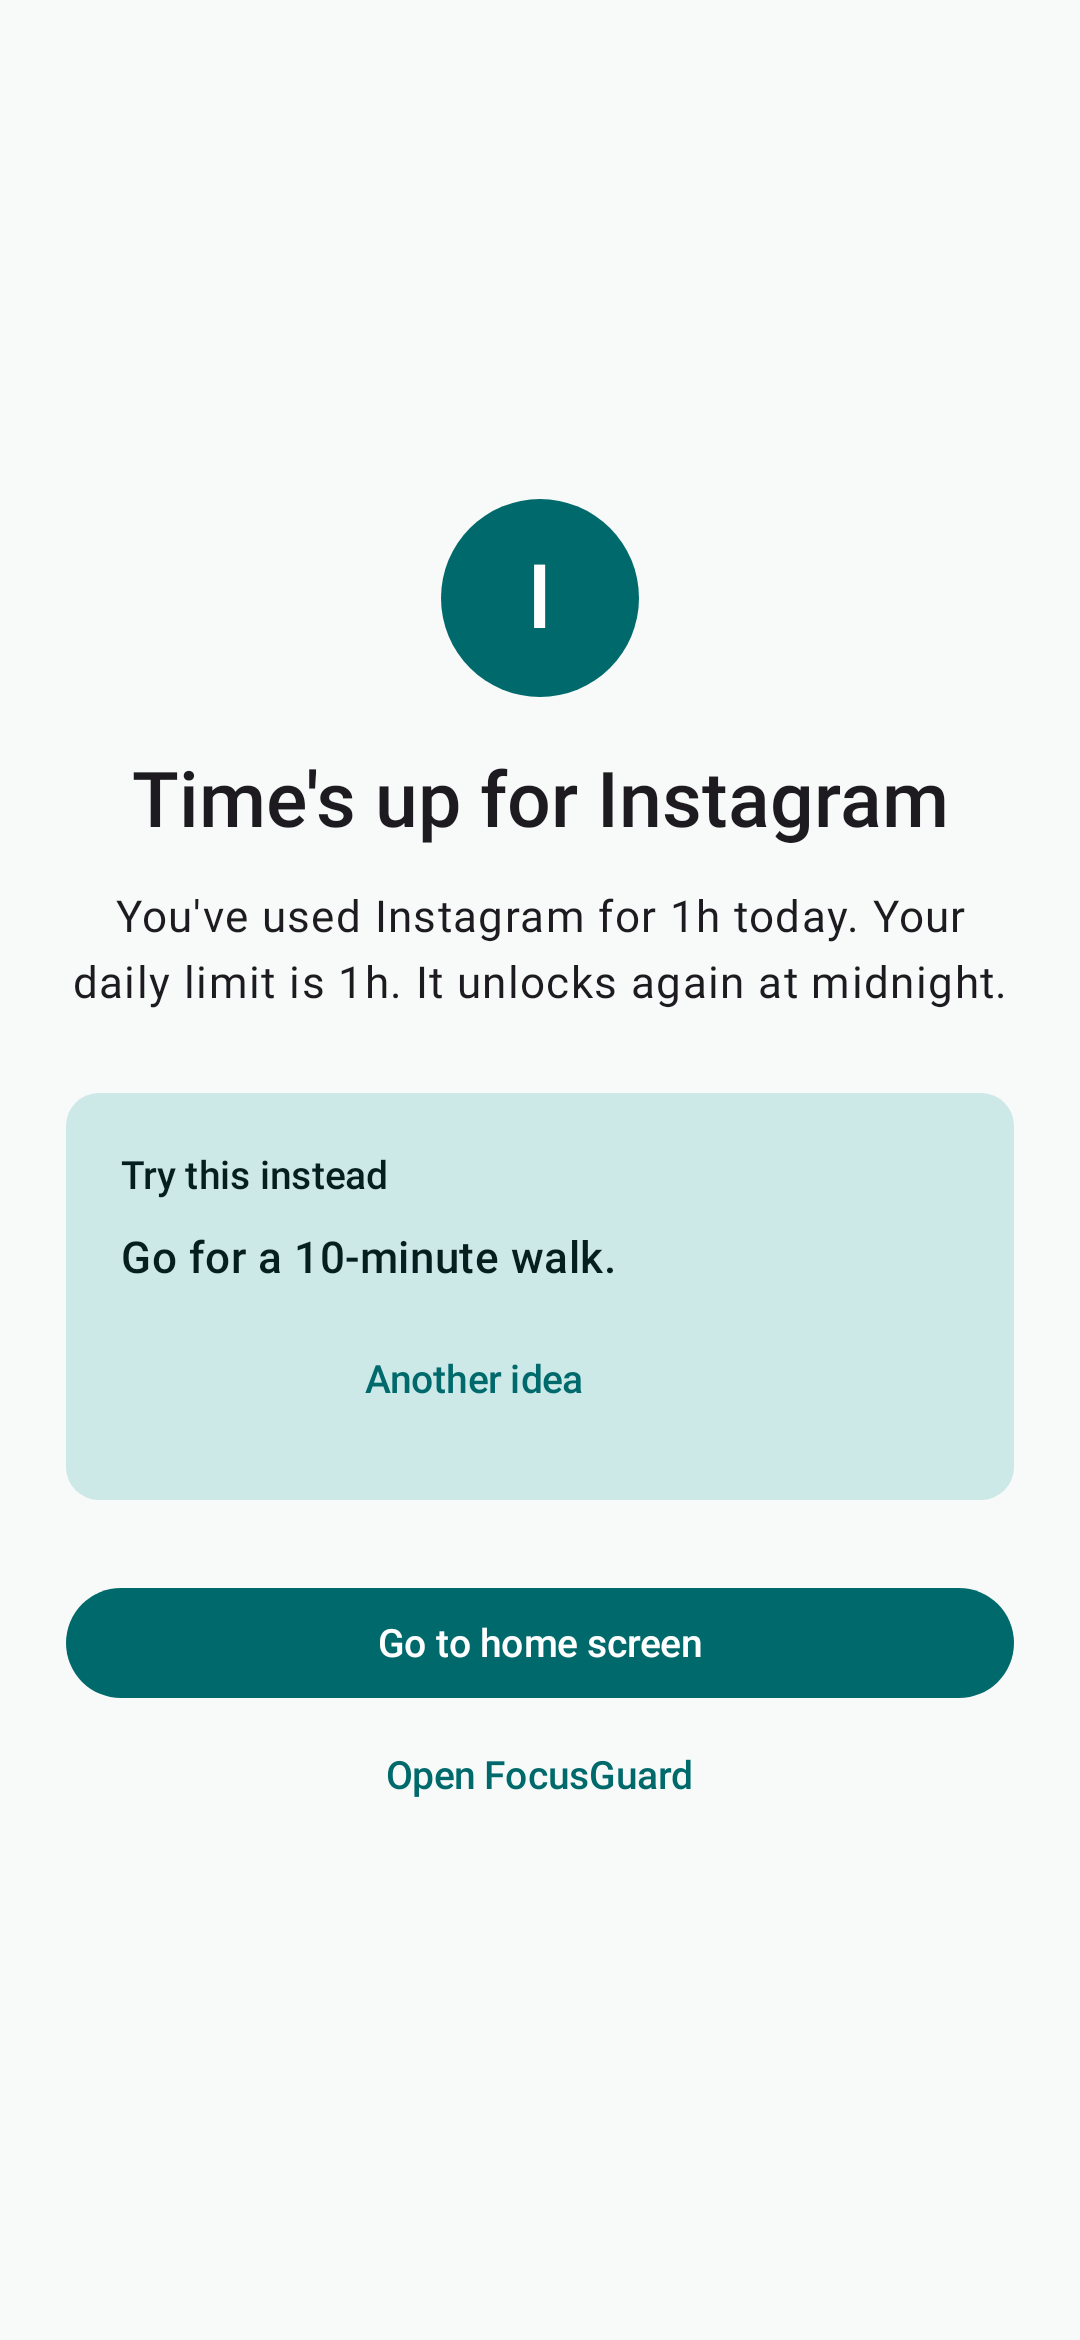 I
Time's up for Instagram
You've used Instagram for 1h today. Your
daily limit is 1h. It unlocks again at midnight.
Try this instead
Go for a 10-minute walk.
Another idea
Go to home screen
Open FocusGuard